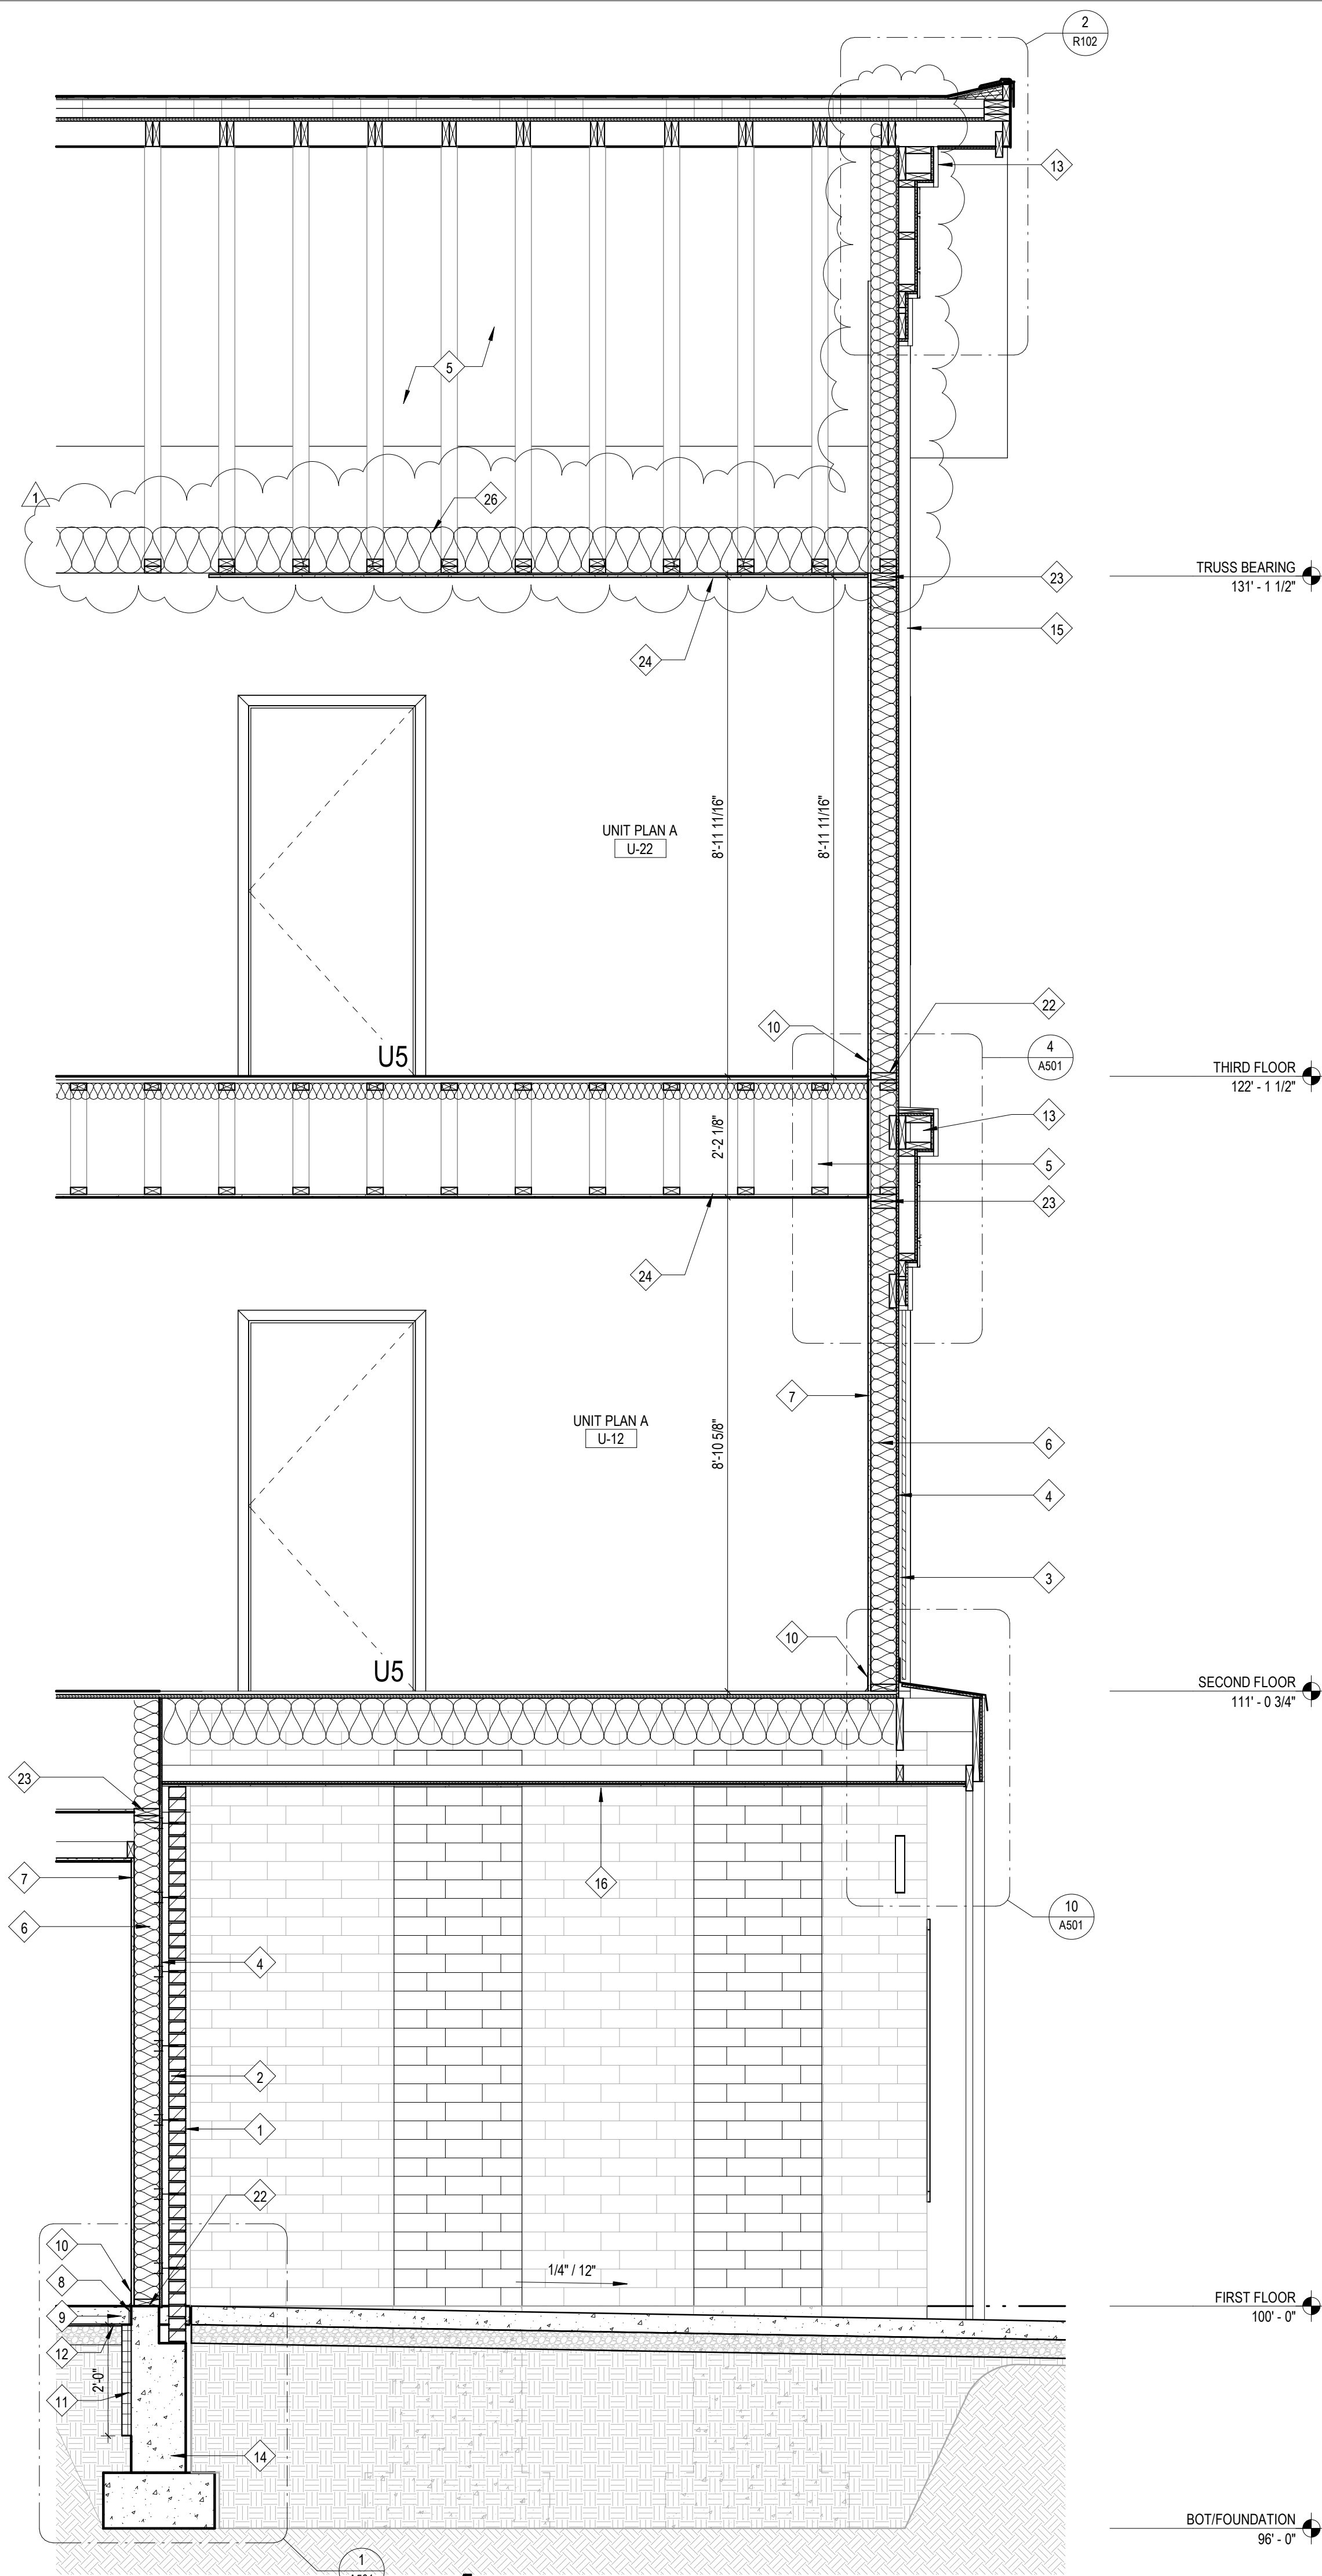 2
R102
13
5
1
26
TRUSS BEARING
131' - 1 1/2"
23
15
24
8'-11 11/16"
8'-11 11/16"
UNIT PLAN A
U-22
22
10
4
A501
U5
THIRD FLOOR
122' - 1 1/2"
13
2'-2 1/8"
5
23
24
7
UNIT PLAN A
U-12
8'-10 5/8"
6
4
3
10
U5
SECOND FLOOR
111' - 0 3/4"
23
7
16
10
A501
6
4
2
1
22
10
1/4" / 12"
8
9
FIRST FLOOR
100' - 0"
12
2'-0"
11
14
BOT/FOUNDATION
96' - 0"
1